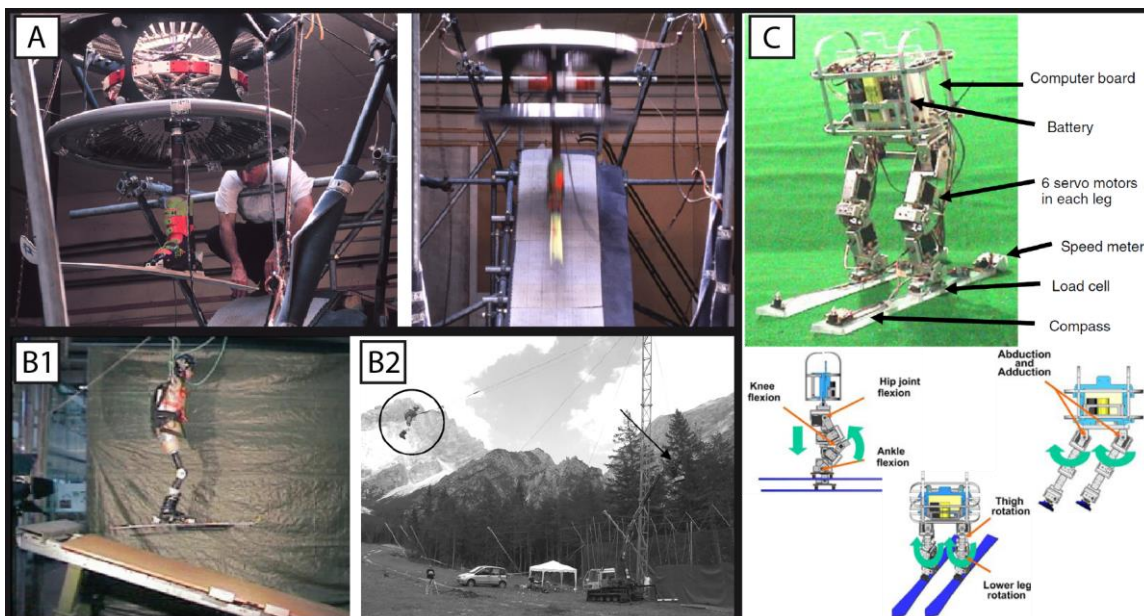 A
B1
B2
C
Computer board
Battery
6 servo motors
in each leg
Speed meter
Load cell
Compass
Knee
flexion
Hip joint
flexion
Ankle
flexion
Abduction
and
Adduction
Thigh
rotation
Lower leg
rotation